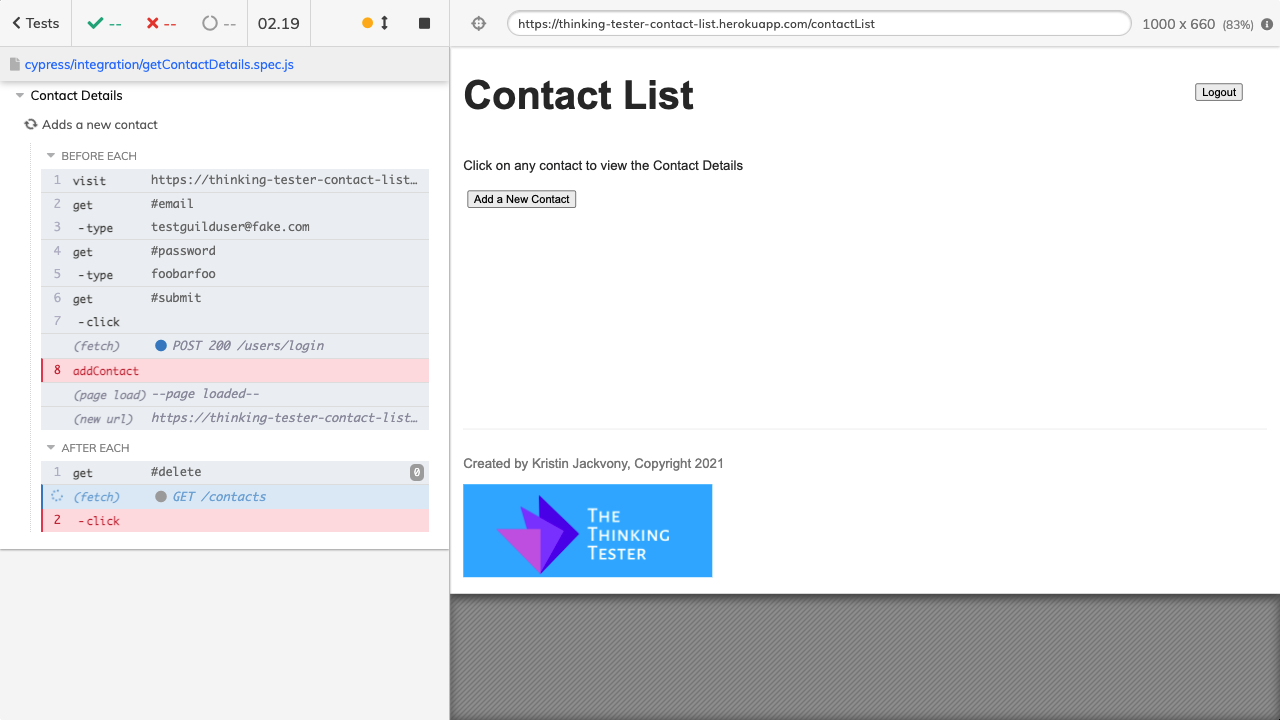 Tests
--
--
--
02.19
https://thinking-tester-contact-list.herokuapp.com/contactList
1000 x 660 (83%)
cypress/integration/getContactDetails.spec.js
Contact Details
Adds a new contact
BEFORE EACH
1 visit https://thinking-tester-contact-list…
2 get #email
3 -type testguilduser@fake.com
4 get #password
5 -type foobarfoo
6 get #submit
7 -click
(fetch) POST 200 /users/login
8 addContact
(page load) --page loaded--
(new url) https://thinking-tester-contact-list…
AFTER EACH
1 get #delete 0
(fetch) GET /contacts
2 -click
Contact List
Logout
Click on any contact to view the Contact Details
Add a New Contact
Created by Kristin Jackvony, Copyright 2021
THE
THINKING
TESTER